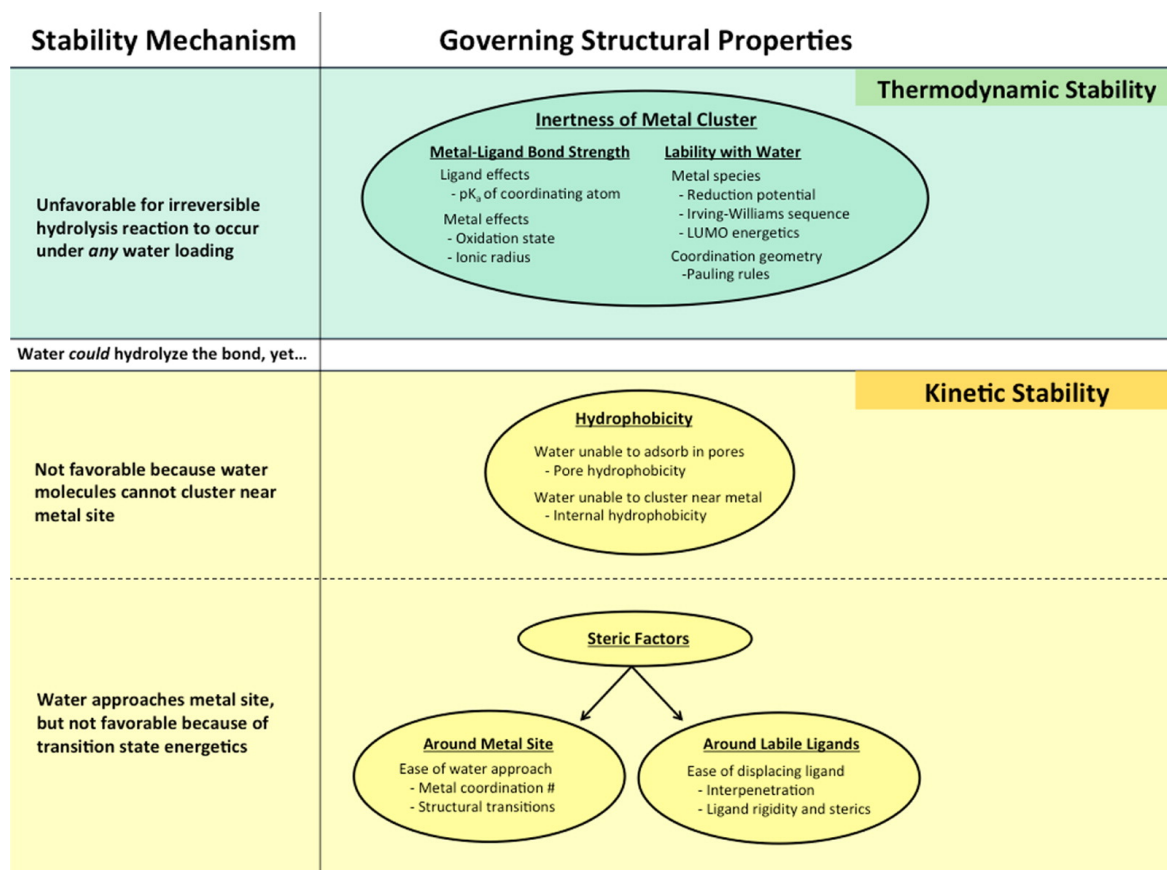 Stability Mechanism
Governing Structural Properties
Thermodynamic Stability
Unfavorable for irreversible
hydrolysis reaction to occur
under any water loading
Inertness of Metal Cluster
Metal-Ligand Bond Strength
Ligand effects
- pKa of coordinating atom
Metal effects
- Oxidation state
- Ionic radius
Lability with Water
Metal species
- Reduction potential
- Irving-Williams sequence
- LUMO energetics
Coordination geometry
-Pauling rules
Water could hydrolyze the bond, yet...
Kinetic Stability
Not favorable because water
molecules cannot cluster near
metal site
Hydrophobicity
Water unable to adsorb in pores
- Pore hydrophobicity
Water unable to cluster near metal
- Internal hydrophobicity
Water approaches metal site,
but not favorable because of
transition state energetics
Steric Factors
Around Metal Site
Ease of water approach
- Metal coordination #
- Structural transitions
Around Labile Ligands
Ease of displacing ligand
- Interpenetration
- Ligand rigidity and sterics